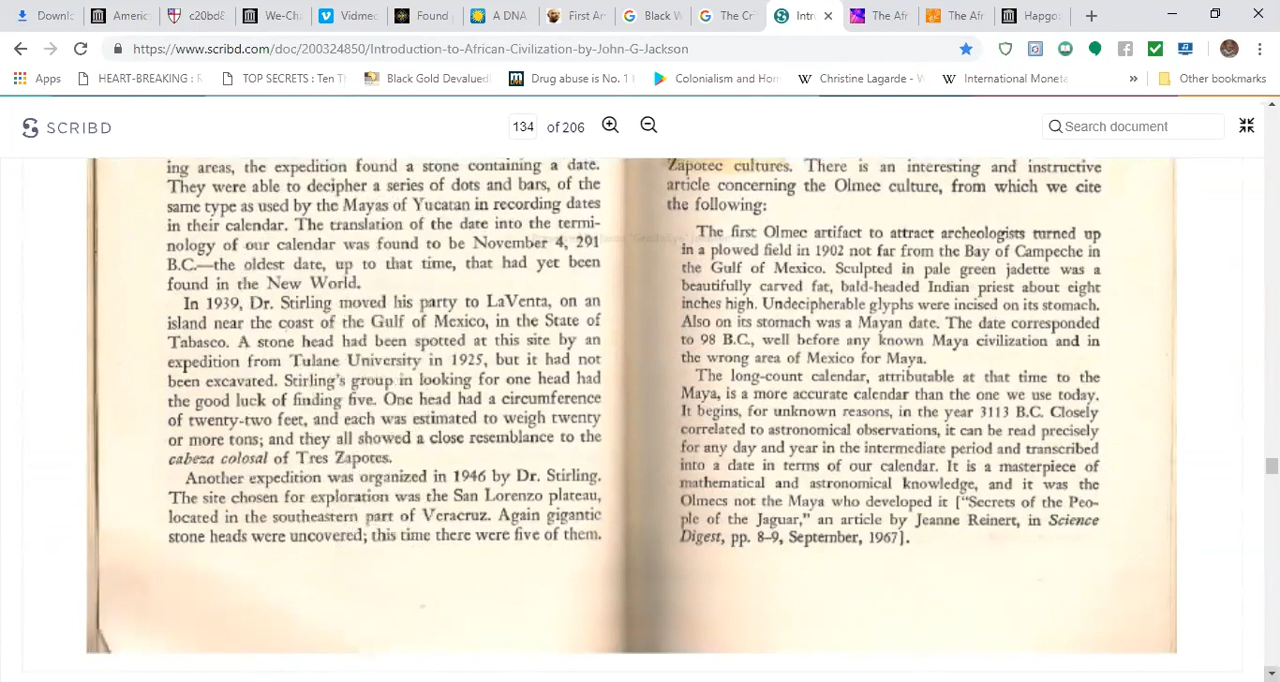 Downlo
Americ
c20bd8
We-Cha
Vidmec
Found
A DNA
First Ar
Black W
The Cri
Intro
The Afr
The Afr
Hapgo
https://www.scribd.com/doc/200324850/Introduction-to-African-Civilization-by-John-G-Jackson
Apps
HEART-BREAKING : R
TOP SECRETS : Ten Th
Black Gold Devalued
Drug abuse is No. 1
Colonialism and Hom
Christine Lagarde - W
International Moneta
»
Other bookmarks
SCRIBD
134 of 206
Search document
ing areas, the expedition found a stone containing a date.
They were able to decipher a series of dots and bars, of the
same type as used by the Mayas of Yucatan in recording dates
in their calendar. The translation of the date into the termi-
nology of our calendar was found to be November 4, 291
B.C.—the oldest date, up to that time, that had yet been
found in the New World.
In 1939, Dr. Stirling moved his party to LaVenta, on an
island near the coast of the Gulf of Mexico, in the State of
Tabasco. A stone head had been spotted at this site by an
expedition from Tulane University in 1925, but it had not
been excavated. Stirling's group in looking for one head had
the good luck of finding five. One head had a circumference
of twenty-two feet, and each was estimated to weigh twenty
or more tons; and they all showed a close resemblance to the
cabeza colosal of Tres Zapotes.
Another expedition was organized in 1946 by Dr. Stirling.
The site chosen for exploration was the San Lorenzo plateau,
located in the southeastern part of Veracruz. Again gigantic
stone heads were uncovered; this time there were five of them.
Zapotec cultures. There is an interesting and instructive
article concerning the Olmec culture, from which we cite
the following:
The first Olmec artifact to attract archeologists turned up
in a plowed field in 1902 not far from the Bay of Campeche in
the Gulf of Mexico. Sculpted in pale green jadette was a
beautifully carved fat, bald-headed Indian priest about eight
inches high. Undecipherable glyphs were incised on its stomach.
Also on its stomach was a Mayan date. The date corresponded
to 98 B.C., well before any known Maya civilization and in
the wrong area of Mexico for Maya.
The long-count calendar, attributable at that time to the
Maya, is a more accurate calendar than the one we use today.
It begins, for unknown reasons, in the year 3113 B.C. Closely
correlated to astronomical observations, it can be read precisely
for any day and year in the intermediate period and transcribed
into a date in terms of our calendar. It is a masterpiece of
mathematical and astronomical knowledge, and it was the
Olmecs not the Maya who developed it ["Secrets of the Peo-
ple of the Jaguar," an article by Jeanne Reinert, in Science
Digest, pp. 8–9, September, 1967].